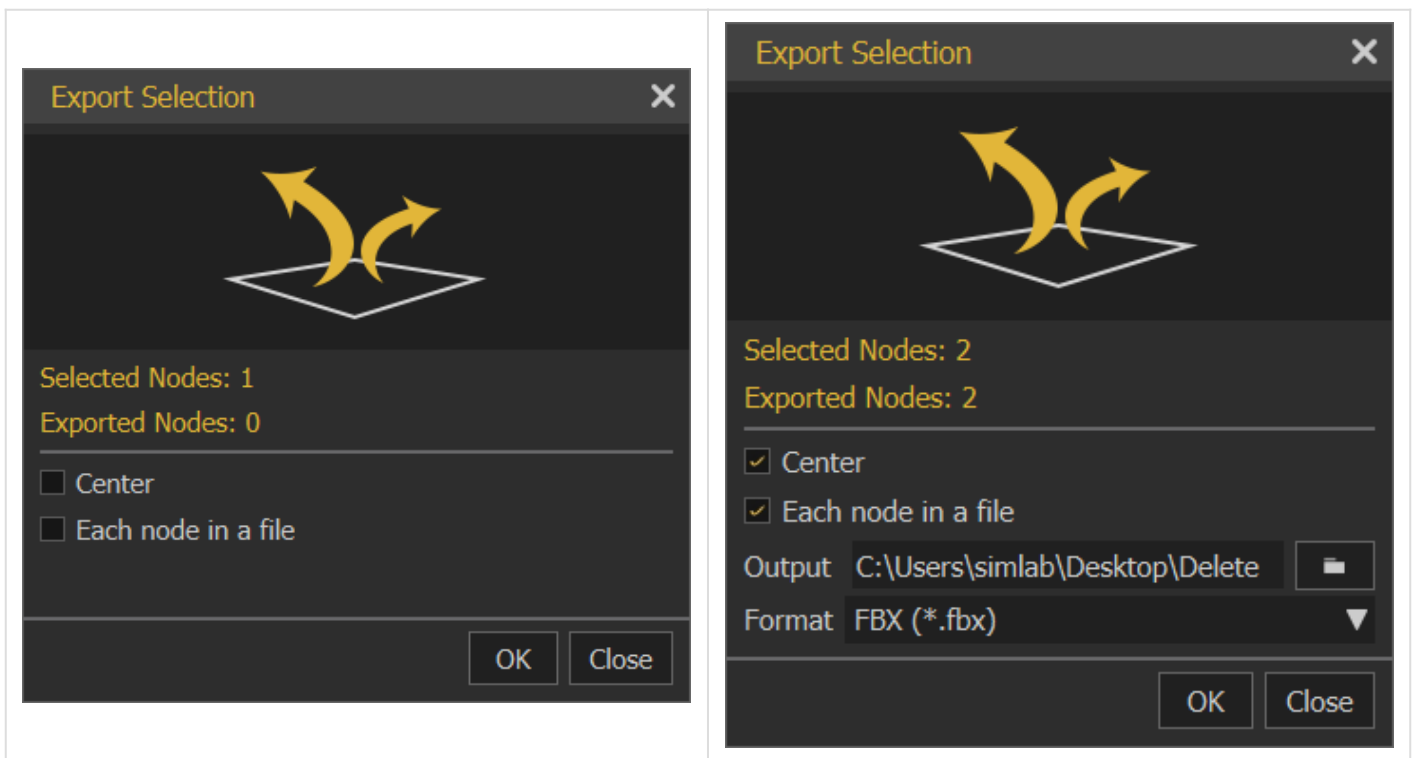 Export Selection
Selected Nodes: 1
Exported Nodes: 0
Center
Each node in a file
OK Close
Export Selection
Selected Nodes: 2
Exported Nodes: 2
Center
Each node in a file
Output C:\Users\simlab\Desktop\Delete
Format FBX (*.fbx)
OK Close